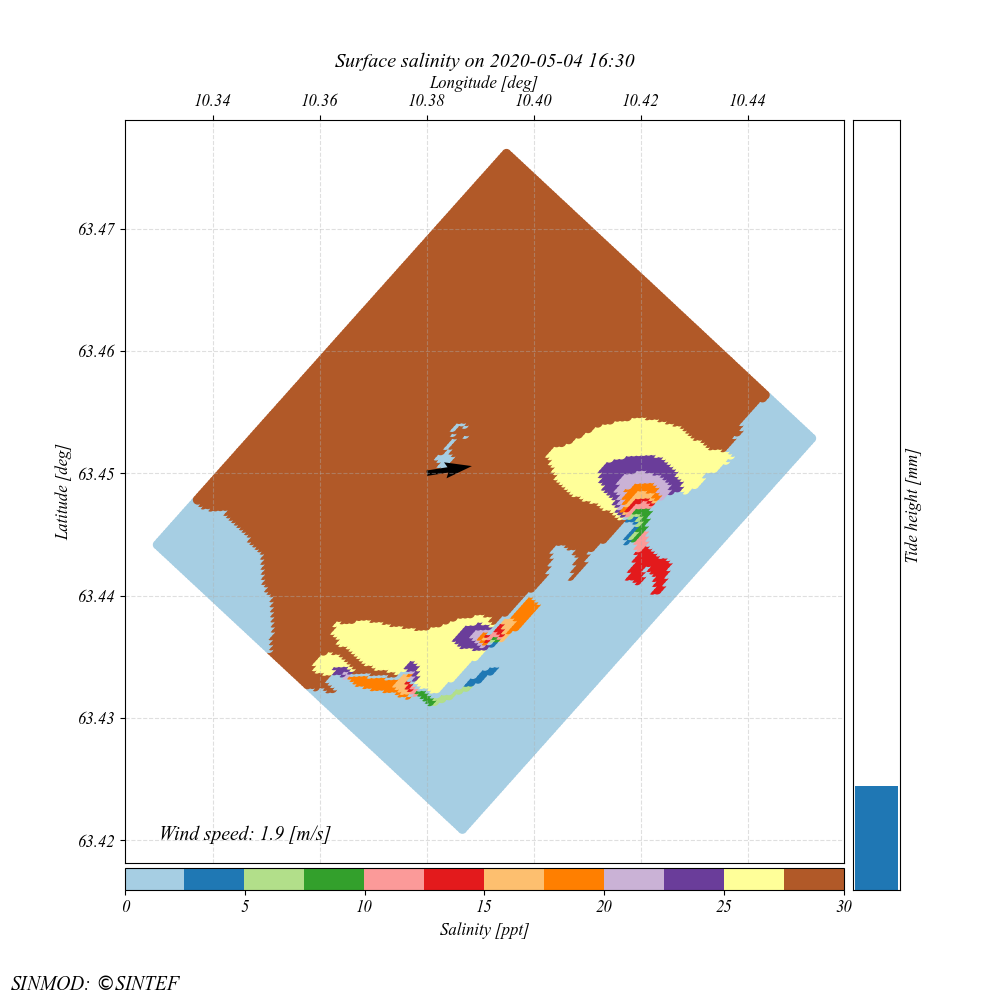 Surface salinity on 2020-05-04 16:30
Longitude [deg]
10.34 10.36 10.38 10.40 10.42 10.44
63.47
63.46
63.45
63.44
63.43
63.42
Latitude [deg]
Tide height [mm]
Wind speed: 1.9 [m/s]
0 5 10 15 20 25 30
Salinity [ppt]
SINMOD: ©SINTEF